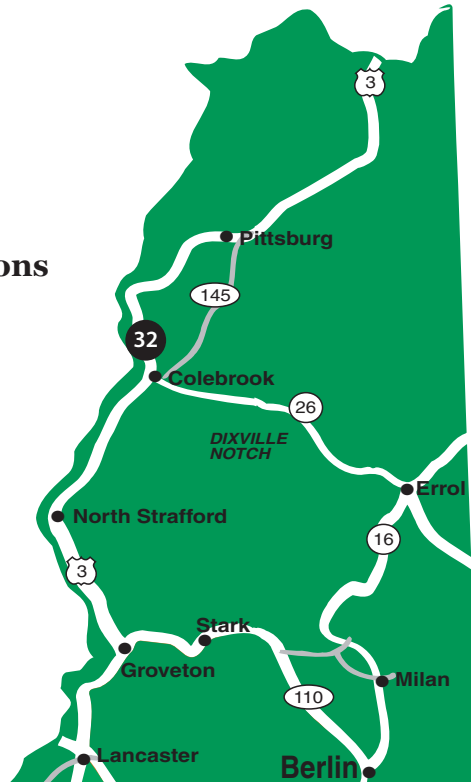 3
Pittsburg
ons
145
32
Colebrook
26
DIXVILLE
NOTCH
Errol
North Strafford
16
3
Stark
Groveton
Milan
110
Lancaster
Berlin